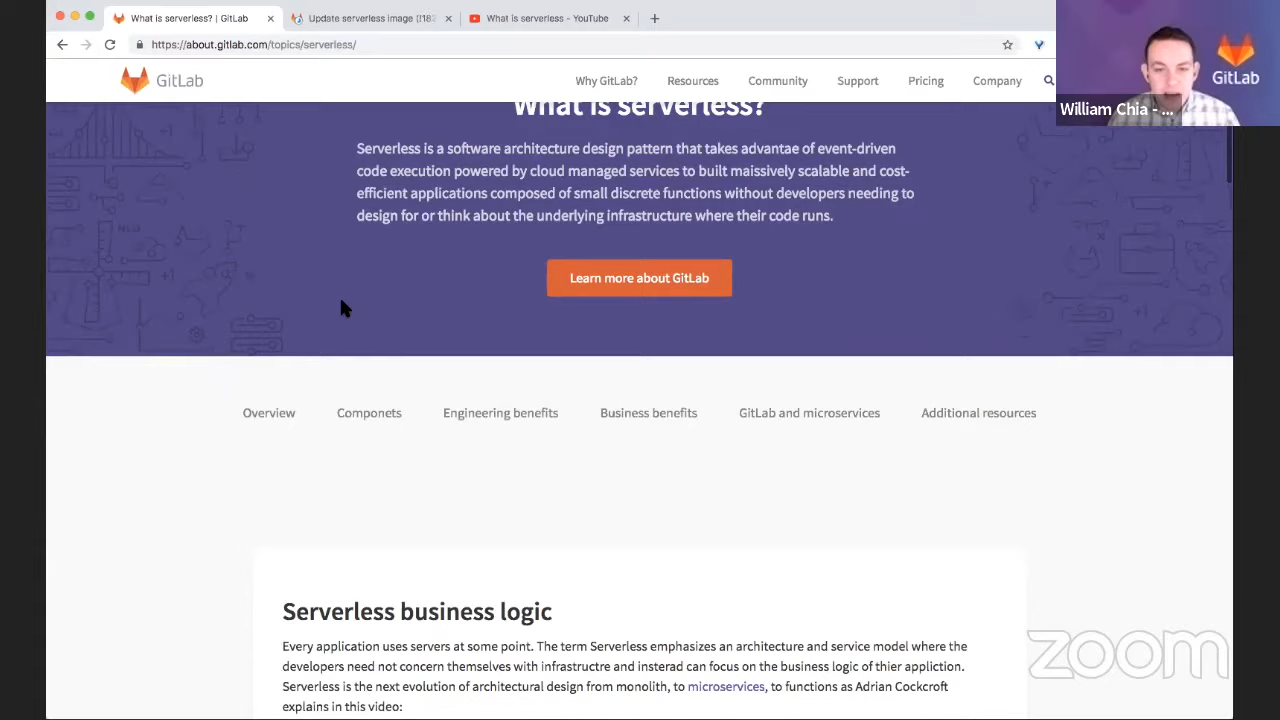 What is serverless? | GitLab
Update serverless image (!182
What is serverless - YouTube
https://about.gitlab.com/topics/serverless/
GitLab
Why GitLab?
Resources
Community
Support
Pricing
Company
GitLab
William Chia - ...
What is serverless?
Serverless is a software architecture design pattern that takes advantae of event-driven
code execution powered by cloud managed services to built maissively scalable and cost-
efficient applications composed of small discrete functions without developers needing to
design for or think about the underlying infrastructure where their code runs.
Learn more about GitLab
+1
+1
Overview
Componets
Engineering benefits
Business benefits
GitLab and microservices
Additional resources
Serverless business logic
Every application uses servers at some point. The term Serverless emphasizes an architecture and service model where the
developers need not concern themselves with infrastructre and insterad can focus on the business logic of thier appliction.
Serverless is the next evolution of architectural design from monolith, to microservices, to functions as Adrian Cockcroft
explains in this video:
zoom